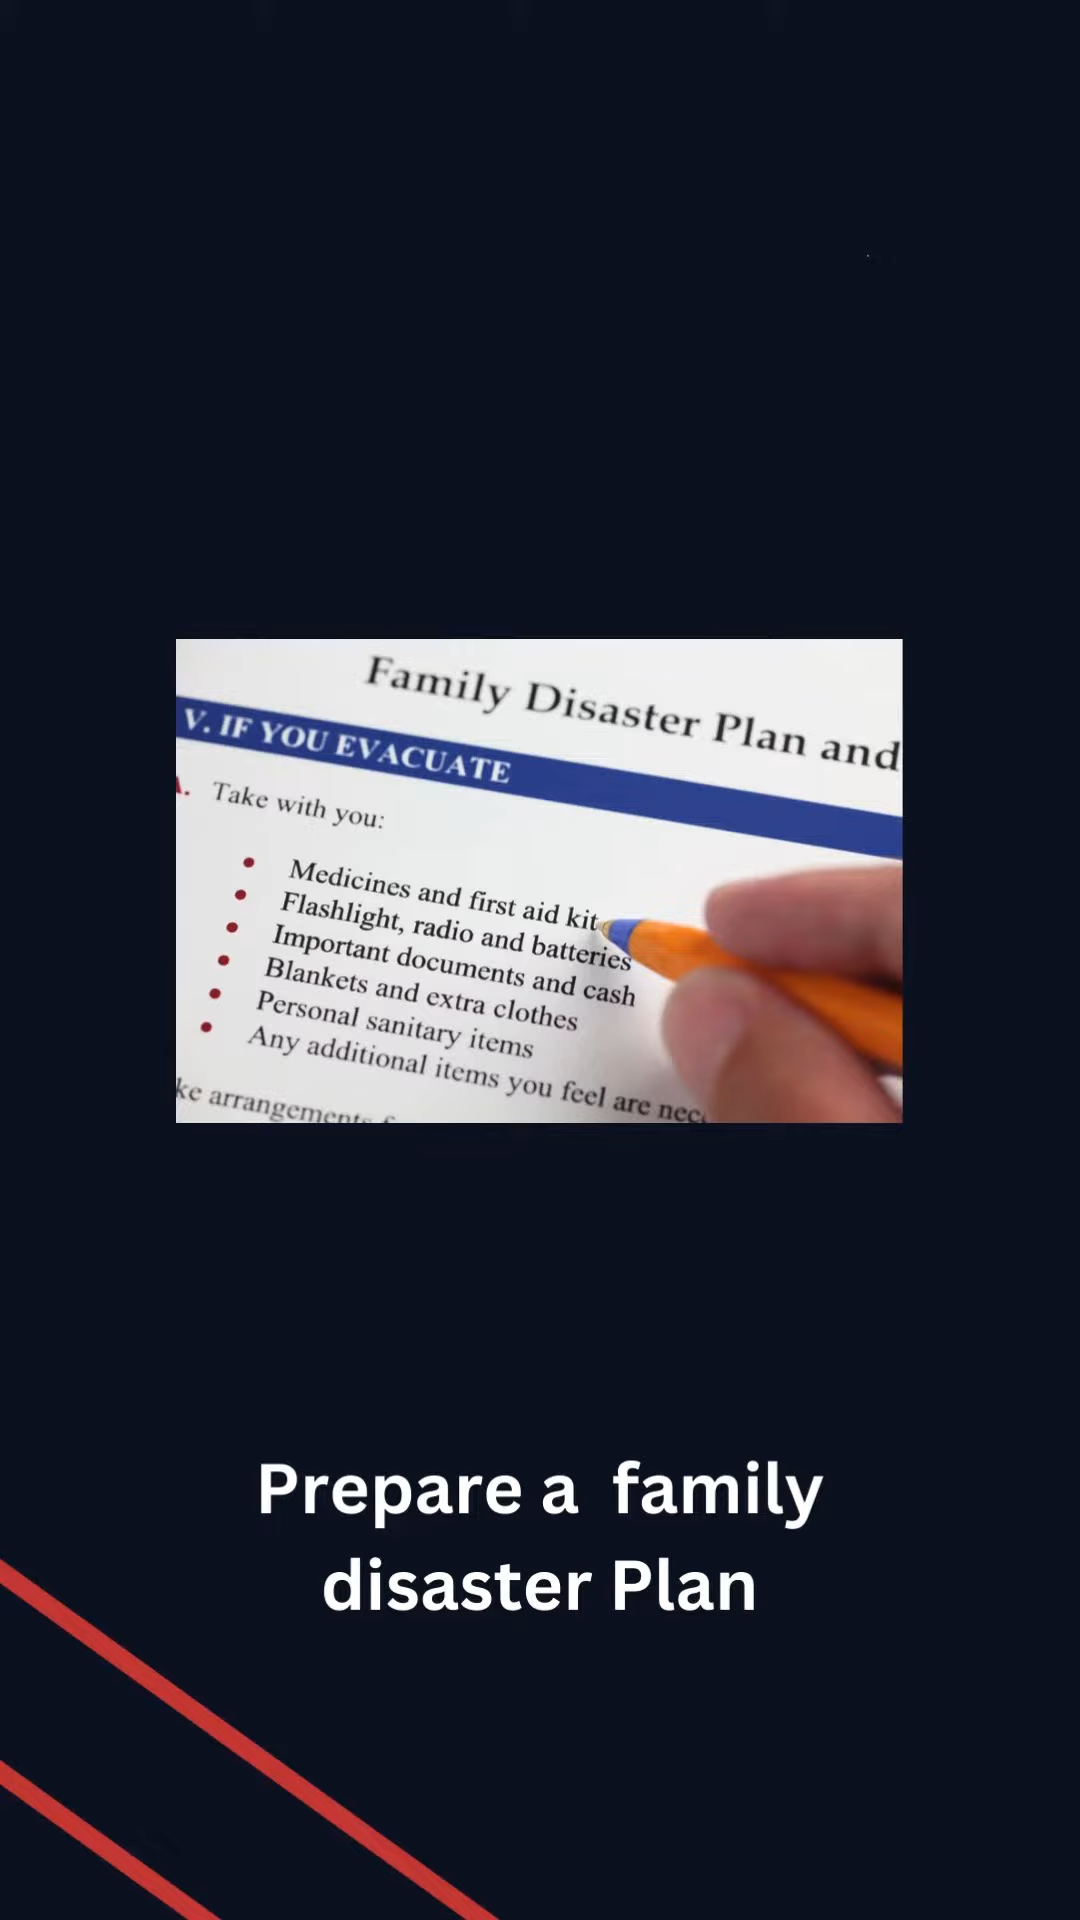 Family Disaster Plan and
V. IF YOU EVACUATE
A. Take with you:
• Medicines and first aid kit
• Flashlight, radio and batteries
• Important documents and cash
• Blankets and extra clothes
• Personal sanitary items
• Any additional items you feel are
arrangements
Prepare a family
disaster Plan